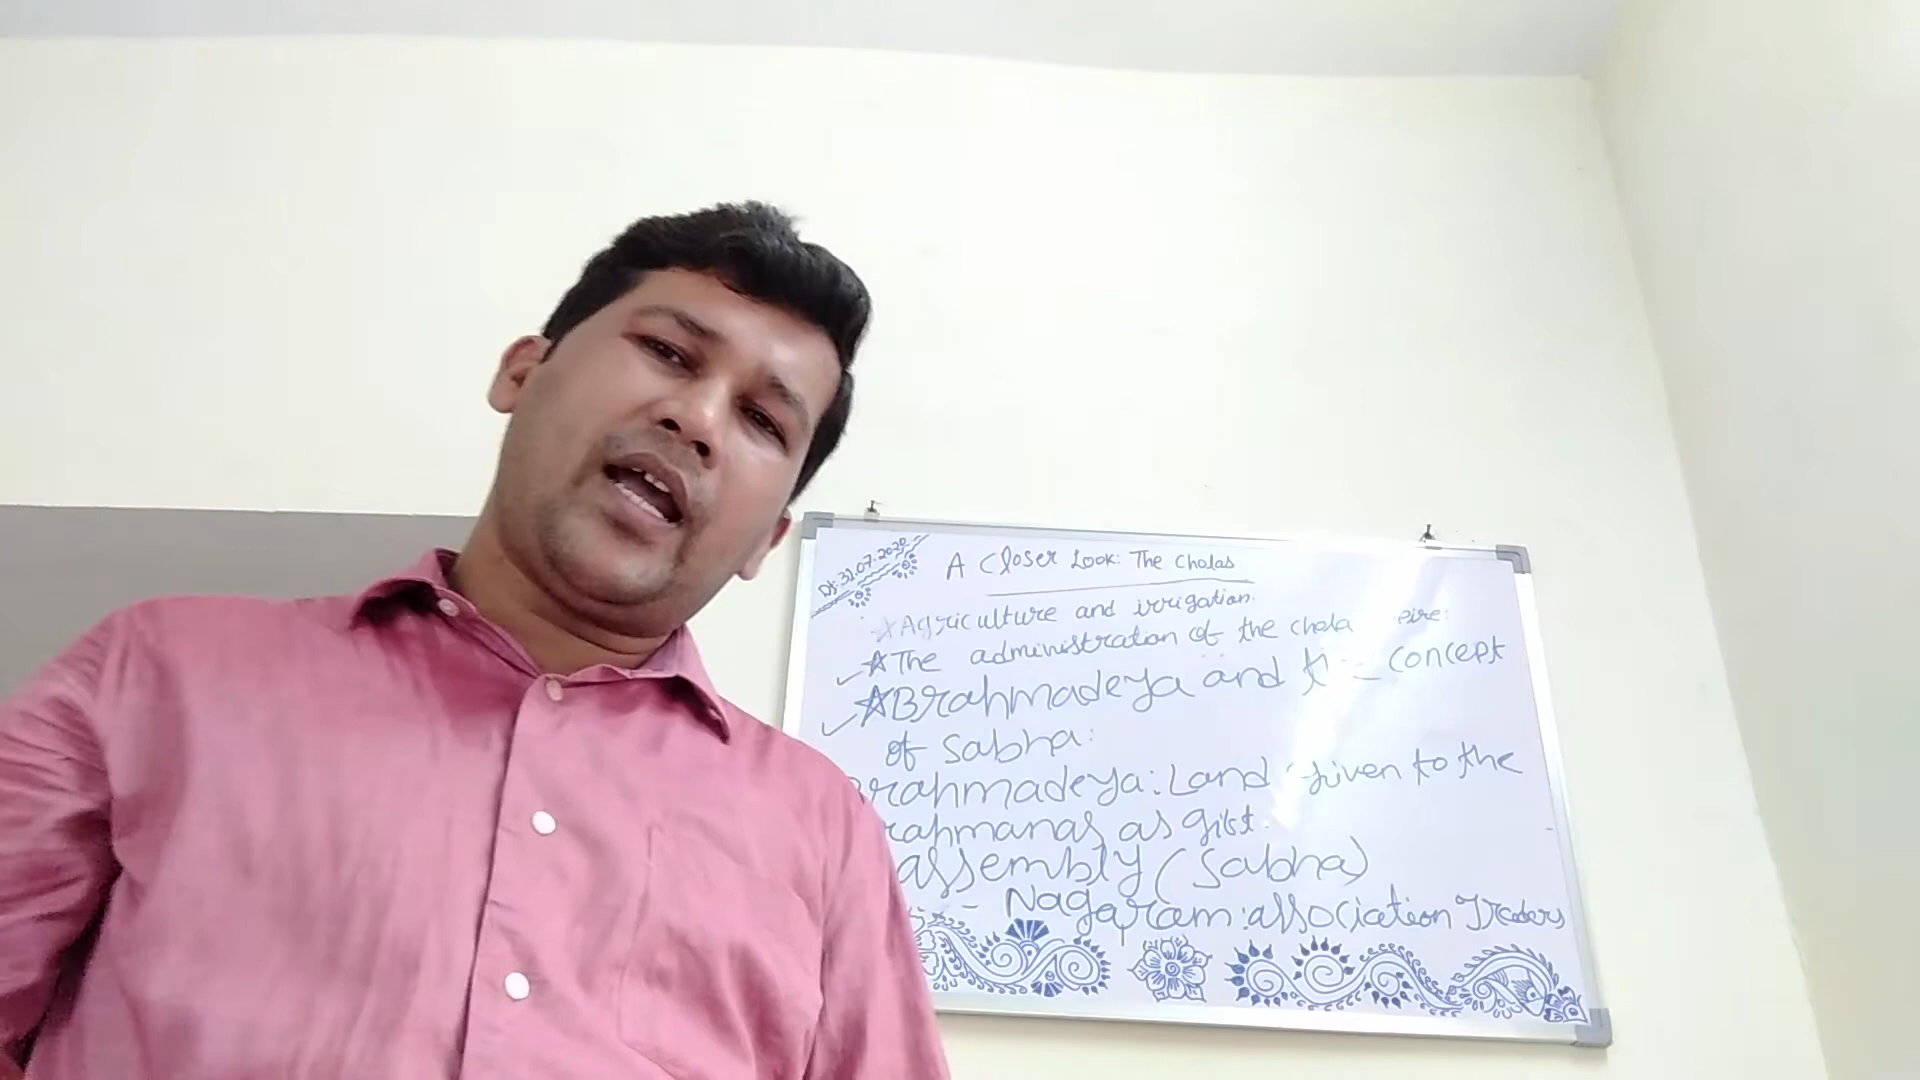 Dt: 31.07.2020
A Closer Look: The Cholas
Agriculture and irrigation.
The administration of the chola eire:
Brahmadeya and concept
of Sabha:
rahmadeya: Land given to the
rahmanas as gift.
assembly (Sabha)
- Nagaram: association Traders